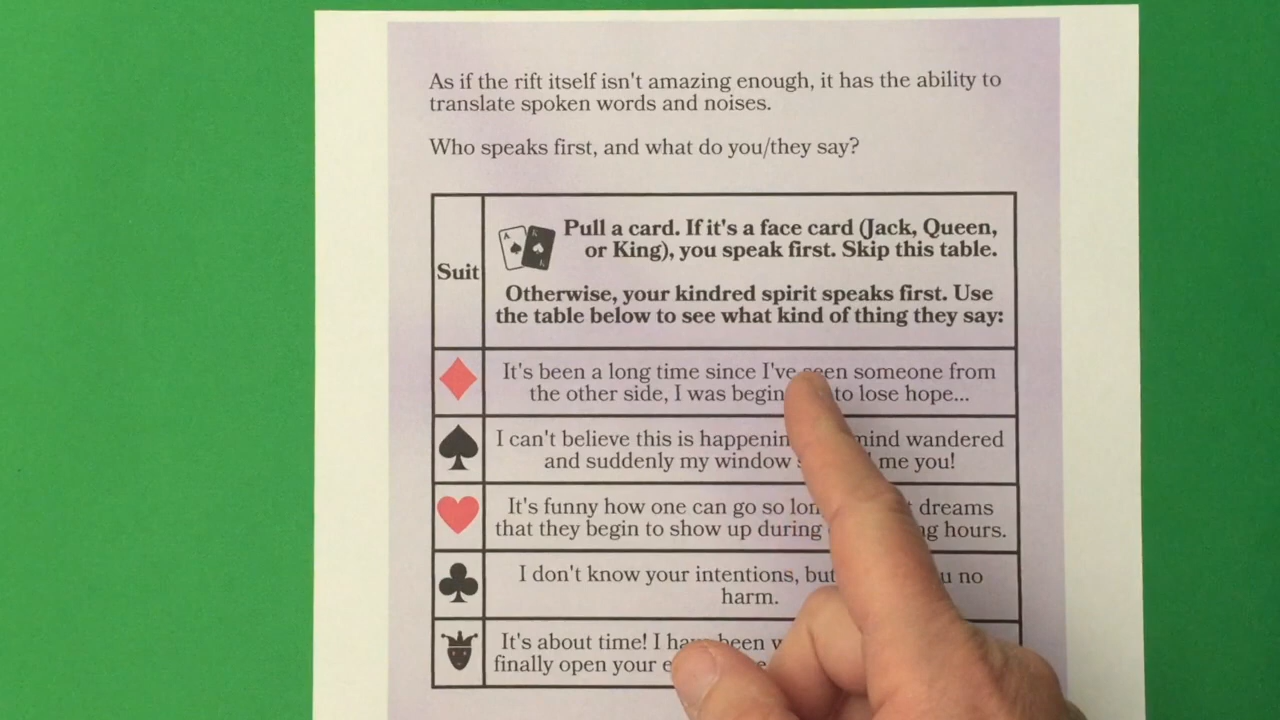 As if the rift itself isn't amazing enough, it has the ability to
translate spoken words and noises.
Who speaks first, and what do you/they say?
Suit
Pull a card. If it's a face card (Jack, Queen,
or King), you speak first. Skip this table.
Otherwise, your kindred spirit speaks first. Use
the table below to see what kind of thing they say:
It's been a long time since I've seen someone from
the other side, I was begin to lose hope...
I can't believe this is happenin mind wandered
and suddenly my window me you!
It's funny how one can go so lon dreams
that they begin to show up during hours.
I don't know your intentions, but no
harm.
It's about time! I have been
finally open your